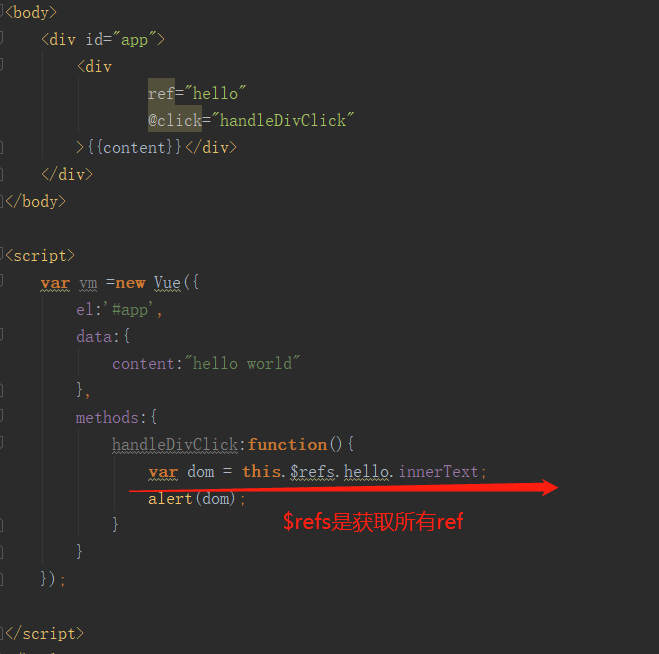 <body>
<div id="app">
<div
ref="hello"
@click="handleDivClick"
>{{content}}</div>
</div>
</body>
<script>
var vm =new Vue({
el:'#app',
data:{
content:"hello world"
},
methods:{
handleDivClick:function(){
var dom = this.$refs.hello.innerText;
alert(dom);
$refs是获取所有ref
}
}
});
</script>